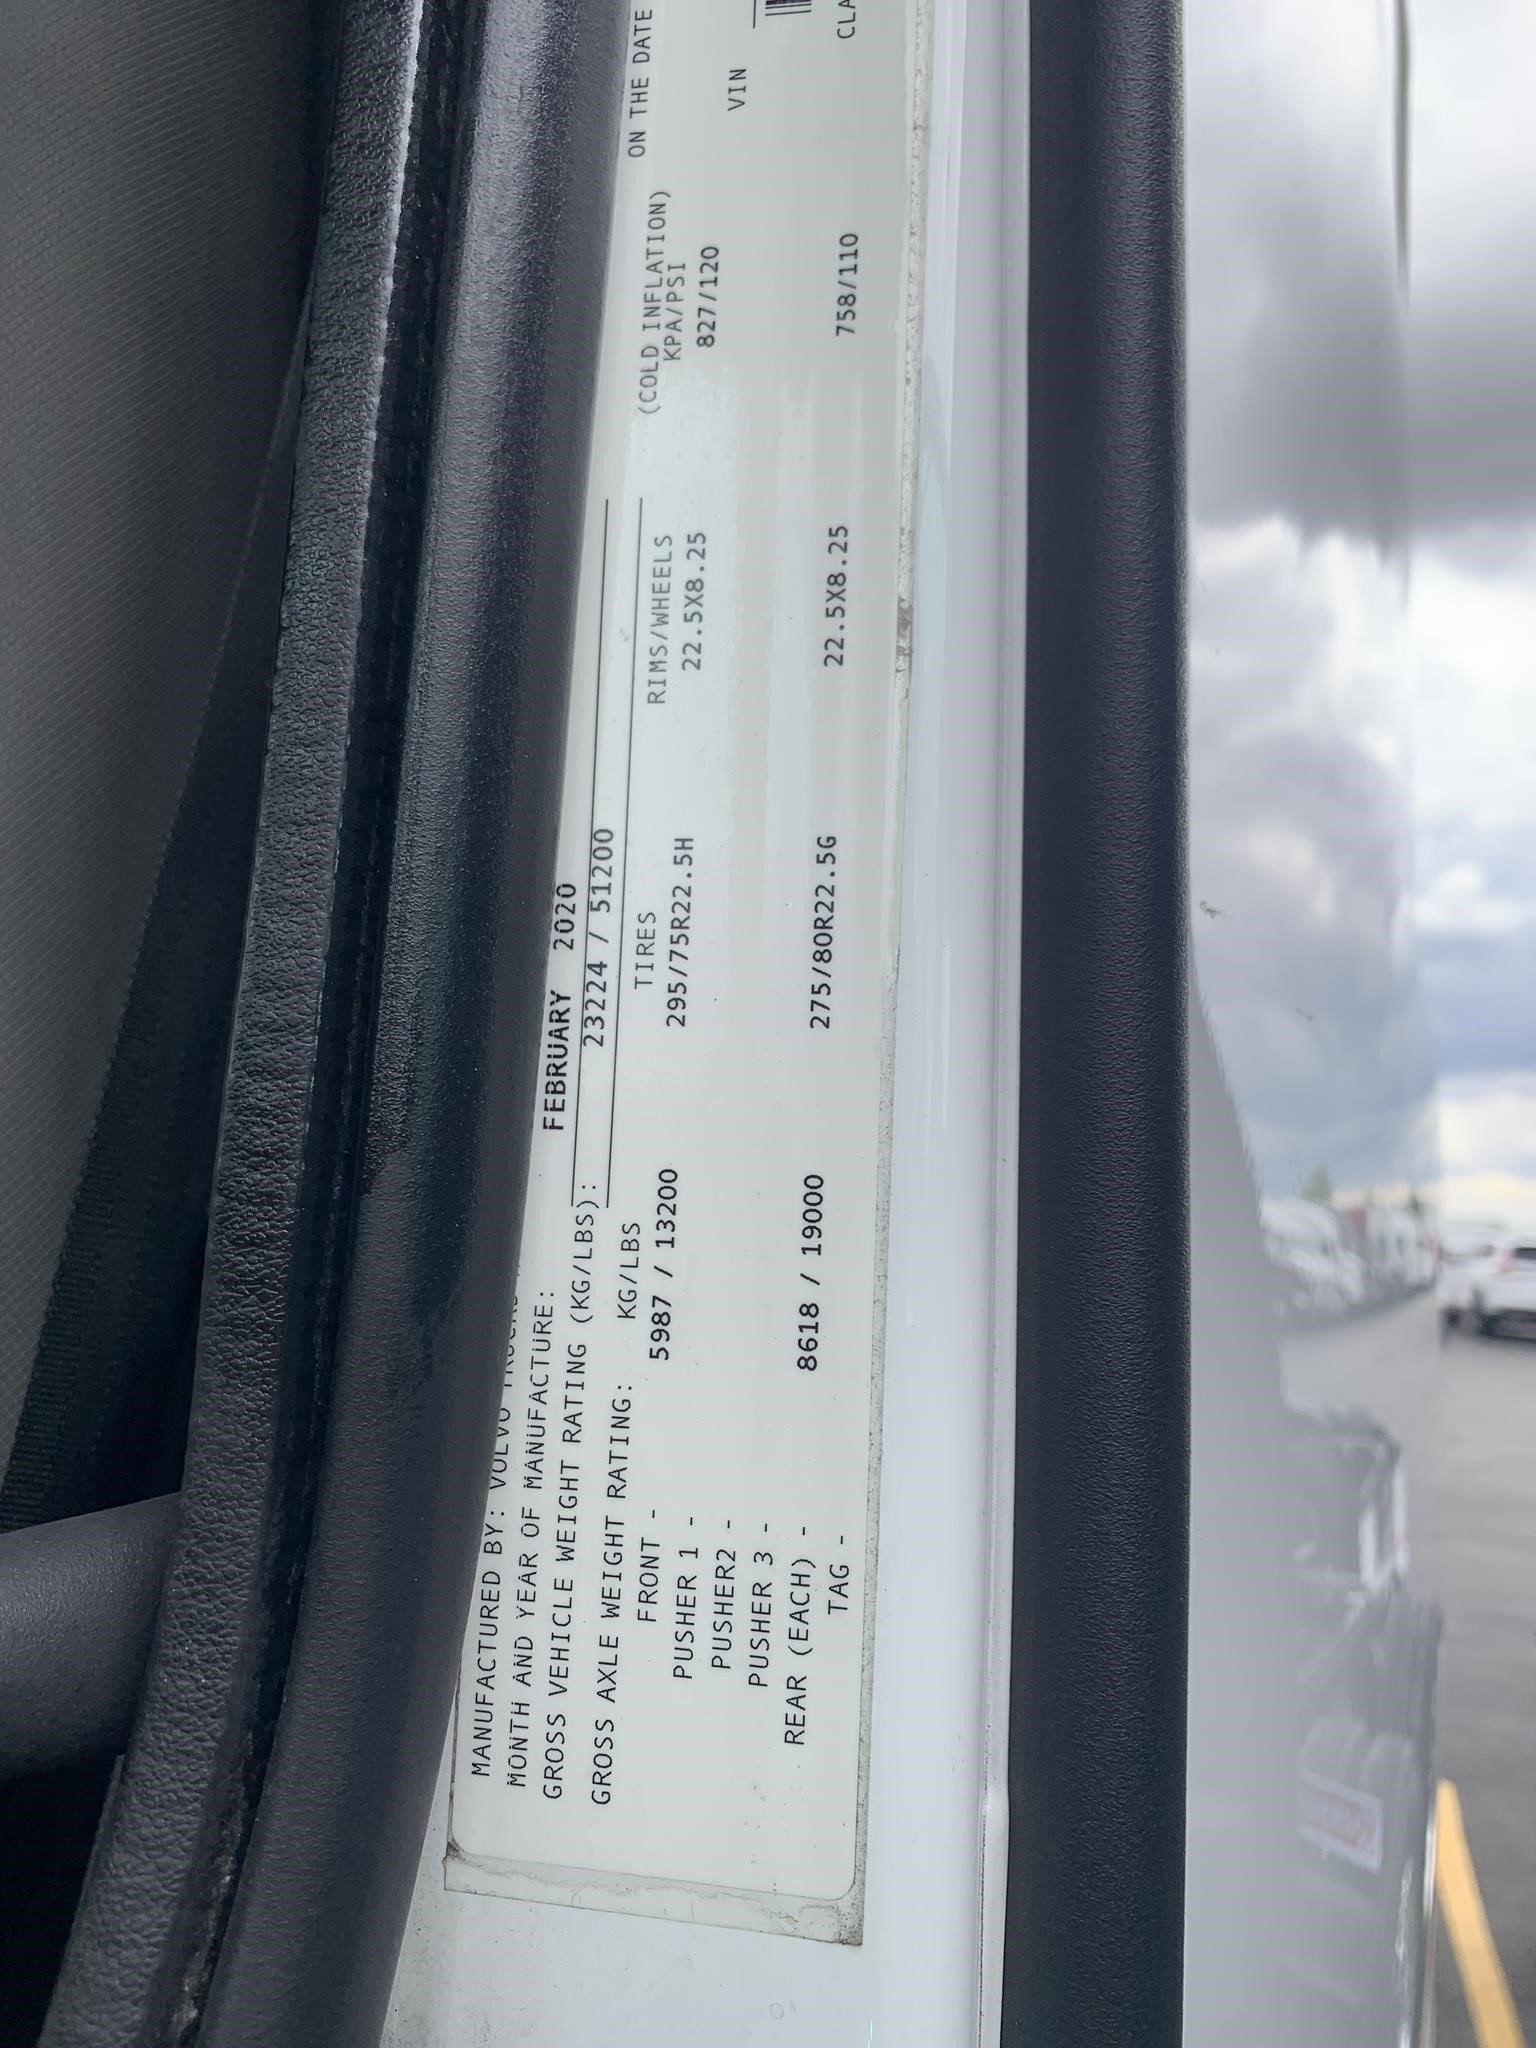 MANUFACTURED BY: VOLVO TRUCKS
MONTH AND YEAR OF MANUFACTURE: FEBRUARY 2020
GROSS VEHICLE WEIGHT RATING (KG/LBS): 23224 / 51200
GROSS AXLE WEIGHT RATING: KG/LBS TIRES RIMS/WHEELS (COLD INFLATION) KPA/PSI ON THE DATE
FRONT - 5987 / 13200 295/75R22.5H 22.5X8.25 827/120
PUSHER 1 - VIN
PUSHER2 -
PUSHER 3 -
REAR (EACH) - 8618 / 19000 275/80R22.5G 22.5X8.25 758/110 CLA
TAG -